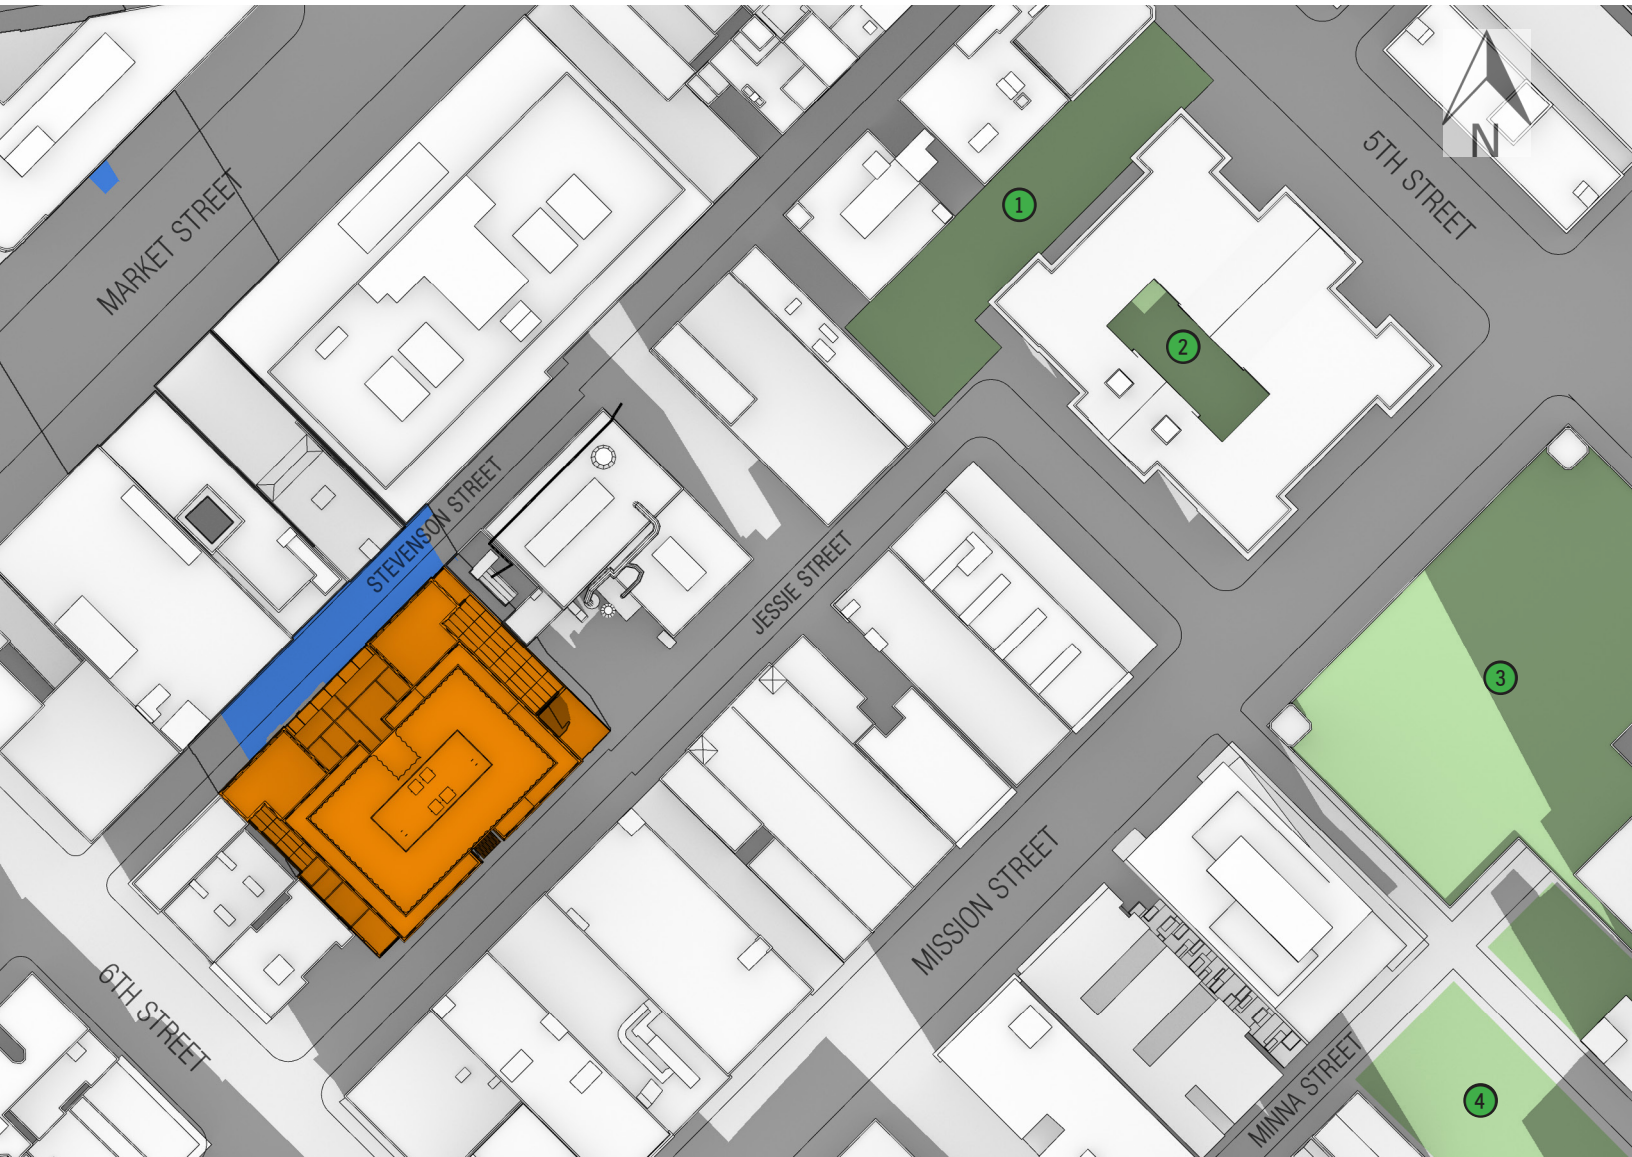 N
5TH STREET
MARKET STREET
1
2
STEVENSON STREET
JESSIE STREET
3
MISSION STREET
6TH STREET
MINNA STREET
4